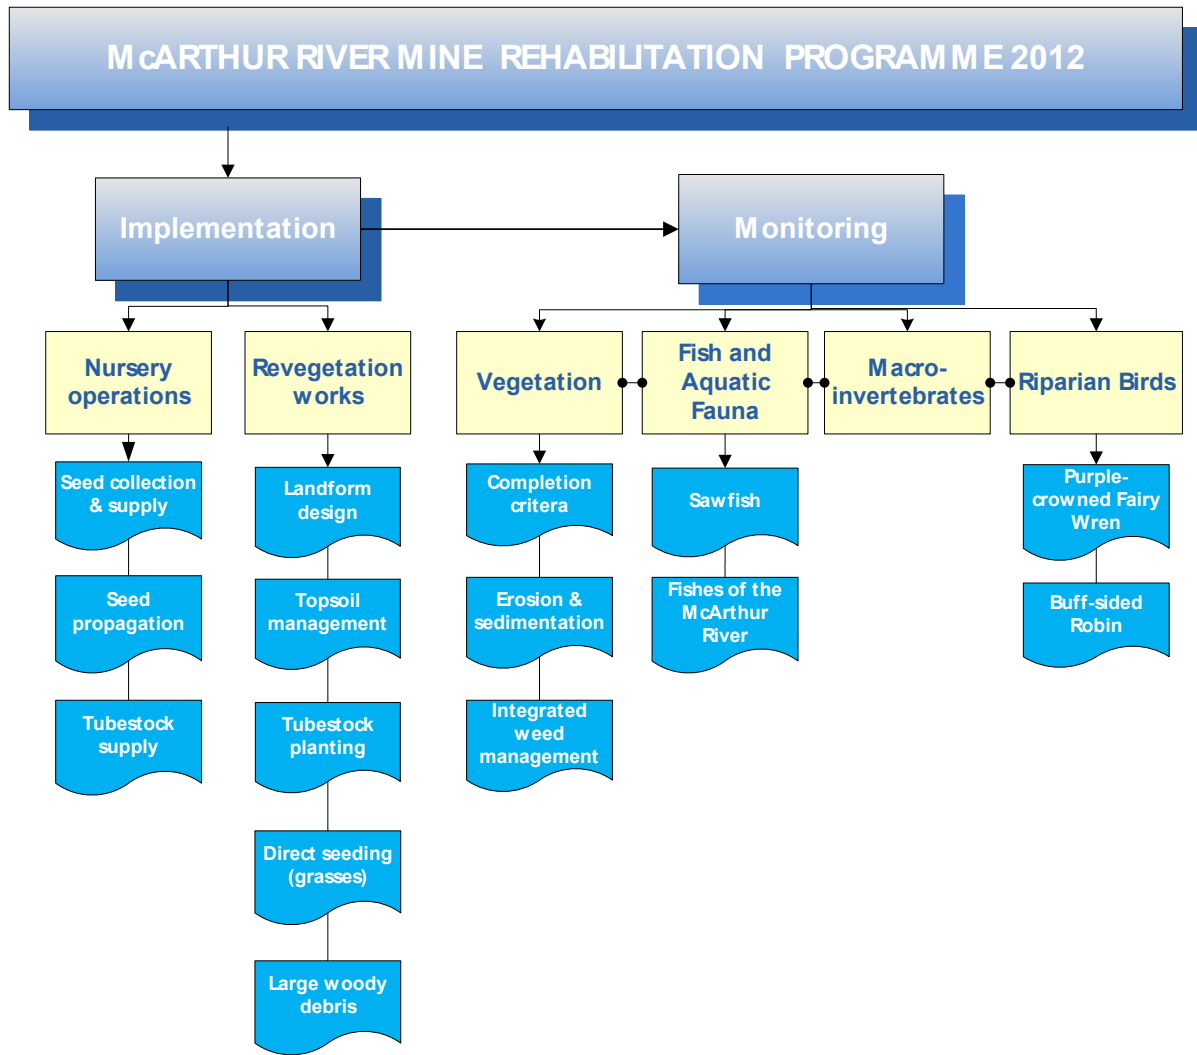 McARTHUR RIVER MINE REHABILITATION PROGRAMME 2012
Implementation
Monitoring
Nursery
operations
Revegetation
works
Vegetation
Fish and
Aquatic
Fauna
Macro-
invertebrates
Riparian Birds
Seed collection
& supply
Seed
propagation
Tubestock
supply
Landform
design
Topsoil
management
Tubestock
planting
Direct seeding
(grasses)
Large woody
debris
Completion
critera
Erosion &
sedimentation
Integrated
weed
management
Sawfish
Fishes of the
McArthur
River
Purple-
crowned Fairy
Wren
Buff-sided
Robin